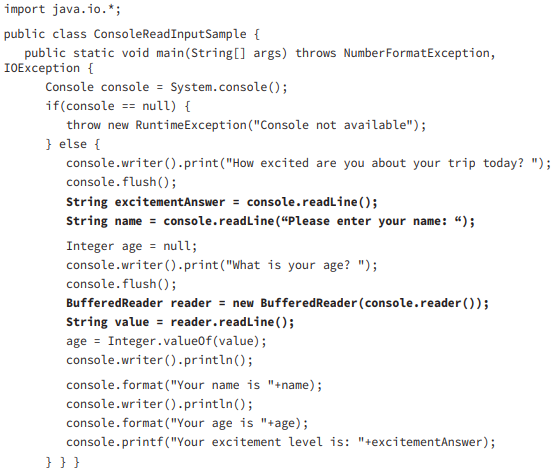 import java.io.*;
public class ConsoleReadInputSample {
public static void main(String[] args) throws NumberFormatException,
IOException {
Console console = System.console();
if(console == null) {
throw new RuntimeException("Console not available");
} else {
console.writer().print("How excited are you about your trip today? ");
console.flush();
String excitementAnswer = console.readLine();
String name = console.readLine(“Please enter your name: “);
Integer age = null;
console.writer().print("What is your age? ");
console.flush();
BufferedReader reader = new BufferedReader(console.reader());
String value = reader.readLine();
age = Integer.valueOf(value);
console.writer().println();
console.format("Your name is "+name);
console.writer().println();
console.format("Your age is "+age);
console.printf("Your excitement level is: "+excitementAnswer);
} } }